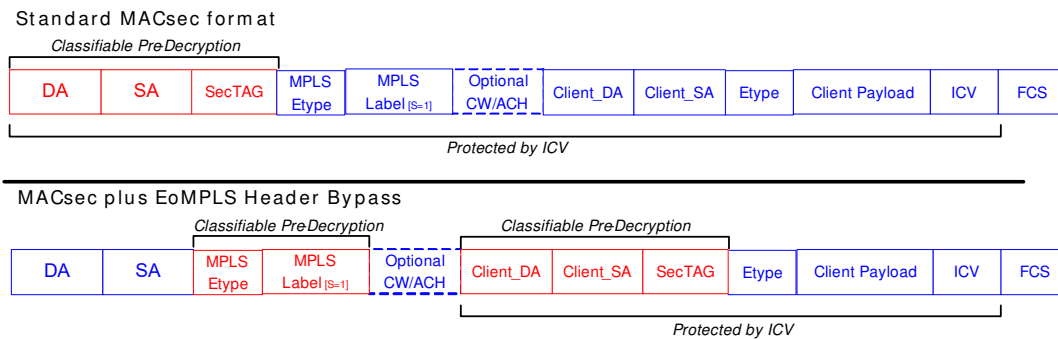 Standard MACsec format
Classifiable Pre-Decryption
DA SA SecTAG MPLS Etype MPLS Label [S=1] Optional CW/ACH Client_DA Client_SA Etype Client Payload ICV FCS
Protected by ICV
MACsec plus EoMPLS Header Bypass
Classifiable Pre-Decryption Classifiable Pre-Decryption
DA SA MPLS Etype MPLS Label [S=1] Optional CW/ACH Client_DA Client_SA SecTAG Etype Client Payload ICV FCS
Protected by ICV